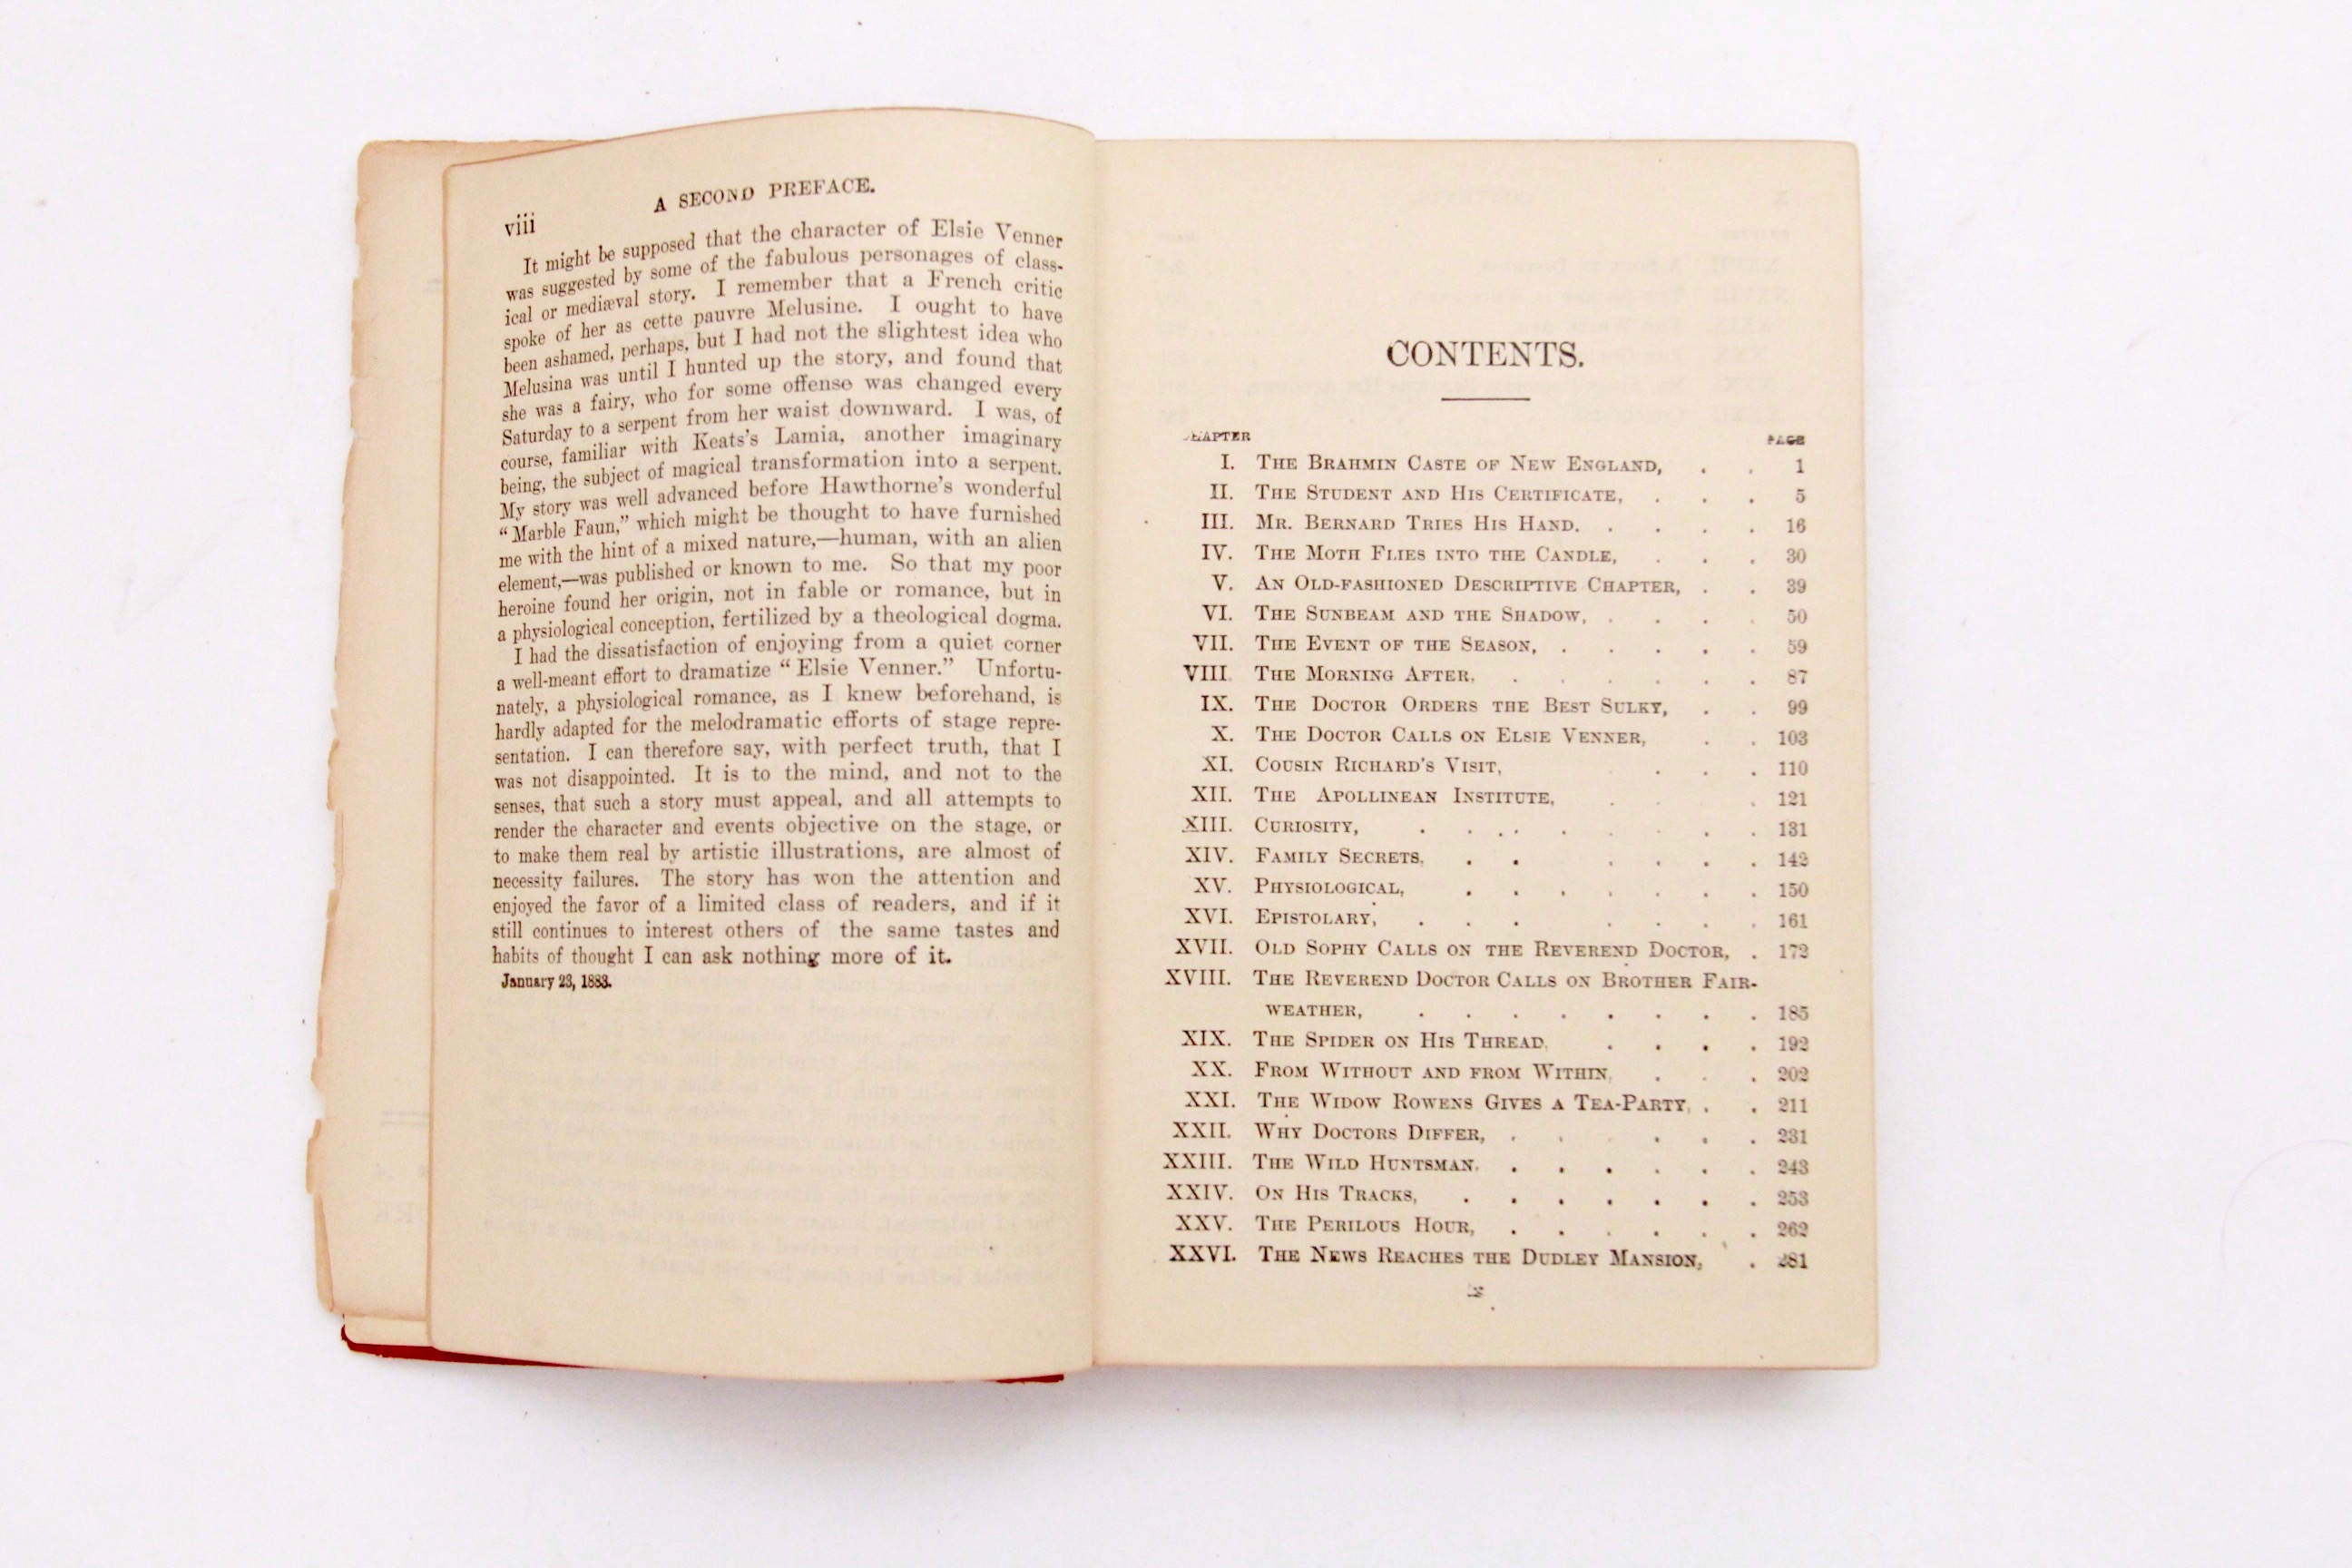 viii
A SECOND PREFACE.
It might be supposed that the character of Elsie Venner
was suggested by some of the fabulous personages of class-
ical or mediæval story. I remember that a French critic
spoke of her as cette pauvre Melusine. I ought to have
been ashamed, perhaps, but I had not the slightest idea who
Melusina was until I hunted up the story, and found that
she was a fairy, who for some offense was changed every
Saturday to a serpent from her waist downward. I was, of
course, familiar with Keats's Lamia, another imaginary
being, the subject of magical transformation into a serpent.
My story was well advanced before Hawthorne's wonderful
“Marble Faun,” which might be thought to have furnished
me with the hint of a mixed nature,—human, with an alien
element,—was published or known to me. So that my poor
heroine found her origin, not in fable or romance, but in
a physiological conception, fertilized by a theological dogma.
I had the dissatisfaction of enjoying from a quiet corner
a well-meant effort to dramatize “Elsie Venner.” Unfortu-
nately, a physiological romance, as I knew beforehand, is
hardly adapted for the melodramatic efforts of stage repre-
sentation. I can therefore say, with perfect truth, that I
was not disappointed. It is to the mind, and not to the
senses, that such a story must appeal, and all attempts to
render the character and events objective on the stage, or
to make them real by artistic illustrations, are almost of
necessity failures. The story has won the attention and
enjoyed the favor of a limited class of readers, and if it
still continues to interest others of the same tastes and
habits of thought I can ask nothing more of it.
January 23, 1883.
CONTENTS.
CHAPTER PAGE
I. The Brahmin Caste of New England, . . 1
II. The Student and His Certificate, . . . 5
III. Mr. Bernard Tries His Hand. . . . . 16
IV. The Moth Flies into the Candle, . . . 30
V. An Old-fashioned Descriptive Chapter, . . 39
VI. The Sunbeam and the Shadow, . . . . 50
VII. The Event of the Season, . . . . . 59
VIII. The Morning After, . . . . . . 87
IX. The Doctor Orders the Best Sulky, . . 99
X. The Doctor Calls on Elsie Venner, . . 103
XI. Cousin Richard's Visit, . . . . 110
XII. The Apollinean Institute, . . . 121
XIII. Curiosity, . . . . . . . . . 131
XIV. Family Secrets, . . . . . . 142
XV. Physiological, . . . . . . . 150
XVI. Epistolary, . . . . . . . 161
XVII. Old Sophy Calls on the Reverend Doctor, . 172
XVIII. The Reverend Doctor Calls on Brother Fair-
weather, . . . . . . . . 185
XIX. The Spider on His Thread, . . . . 192
XX. From Without and from Within, . . . 202
XXI. The Widow Rowens Gives a Tea-Party, . . 211
XXII. Why Doctors Differ, . . . . . . 231
XXIII. The Wild Huntsman, . . . . . . 243
XXIV. On His Tracks, . . . . . . . 253
XXV. The Perilous Hour, . . . . . . 262
XXVI. The News Reaches the Dudley Mansion, . 281